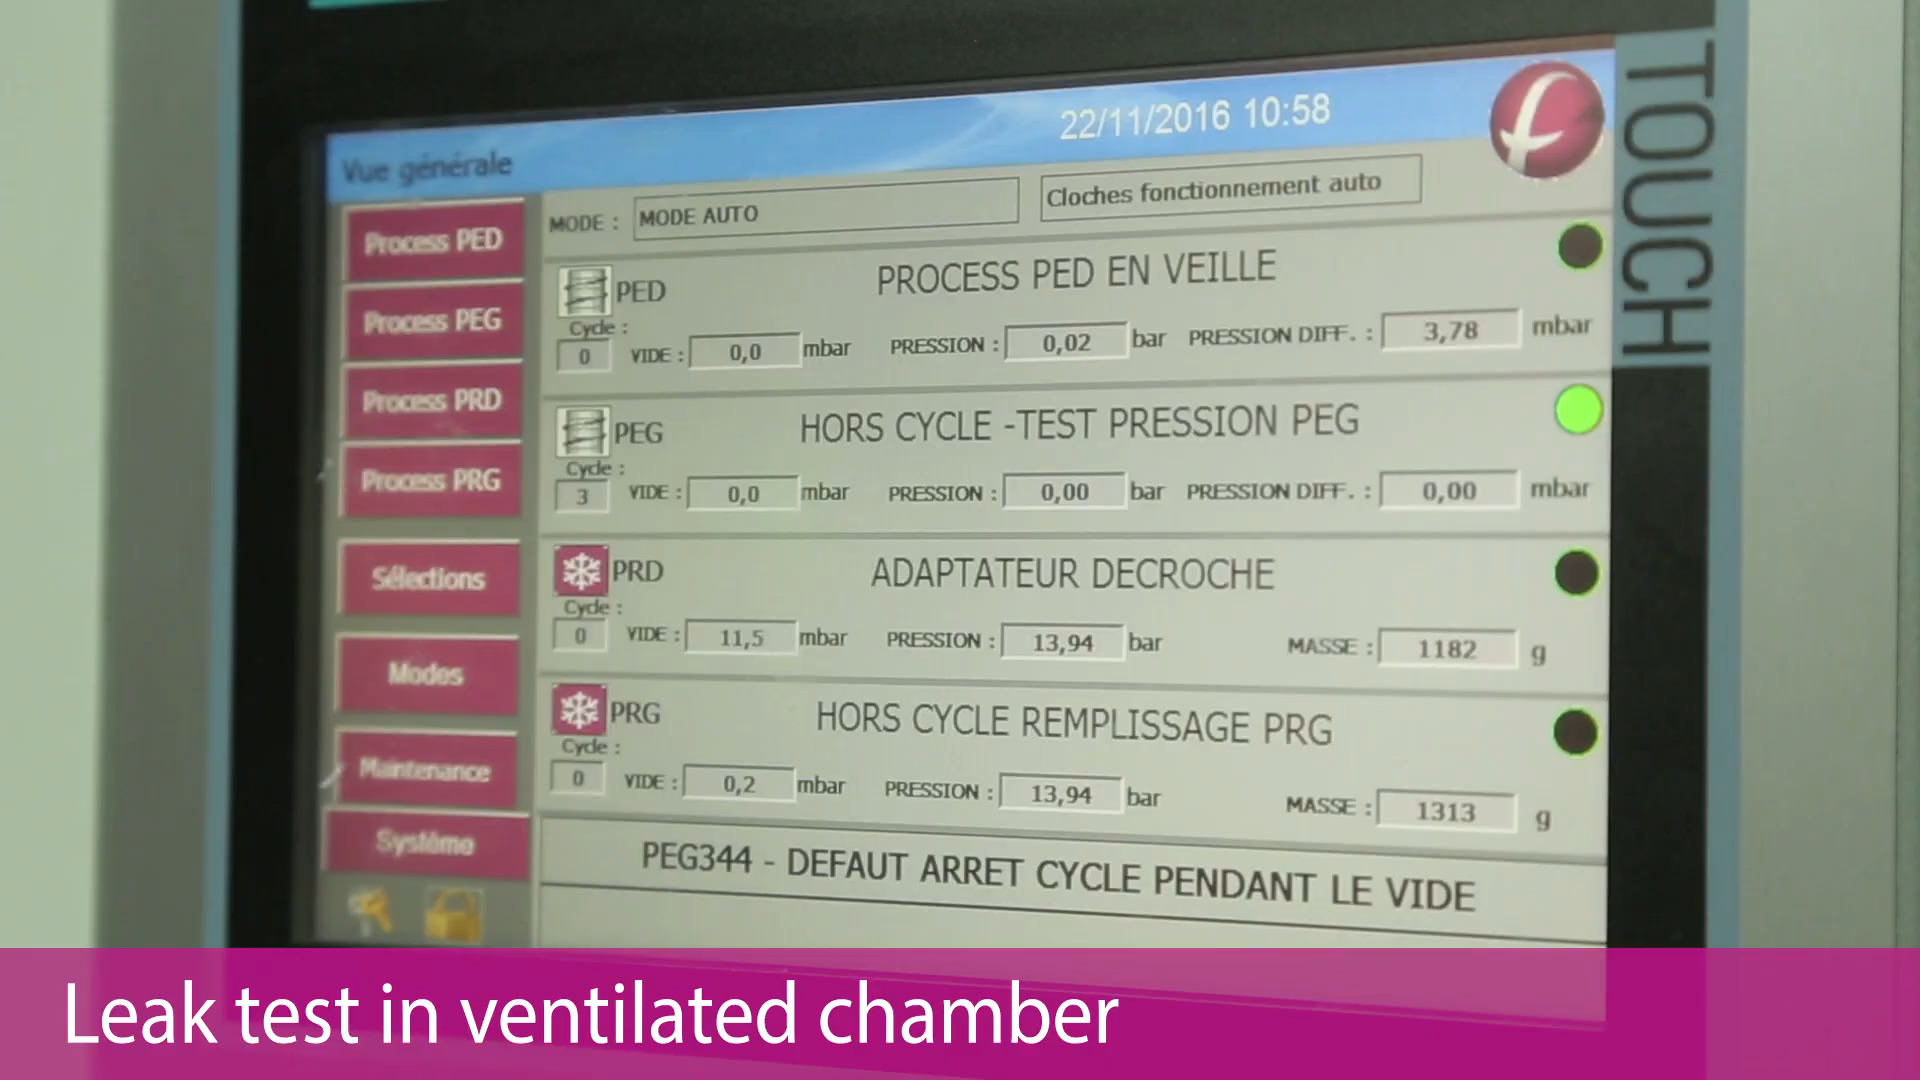 TOUCH
22/11/2016 10:58
Vue générale
MODE : MODE AUTO Cloches fonctionnement auto
Process PED
Process PEG
Process PRD
Process PRG
Sélections
Modes
Maintenance
Système
PED PROCESS PED EN VEILLE
Cycle :
0 VIDE : 0,0 mbar PRESSION : 0,02 bar PRESSION DIFF. : 3,78 mbar
PEG HORS CYCLE -TEST PRESSION PEG
Cycle :
3 VIDE : 0,0 mbar PRESSION : 0,00 bar PRESSION DIFF. : 0,00 mbar
PRD ADAPTATEUR DECROCHE
Cycle :
0 VIDE : 11,5 mbar PRESSION : 13,94 bar MASSE : 1182 g
PRG HORS CYCLE REMPLISSAGE PRG
Cycle :
0 VIDE : 0,2 mbar PRESSION : 13,94 bar MASSE : 1313 g
PEG344 - DEFAUT ARRET CYCLE PENDANT LE VIDE
Leak test in ventilated chamber